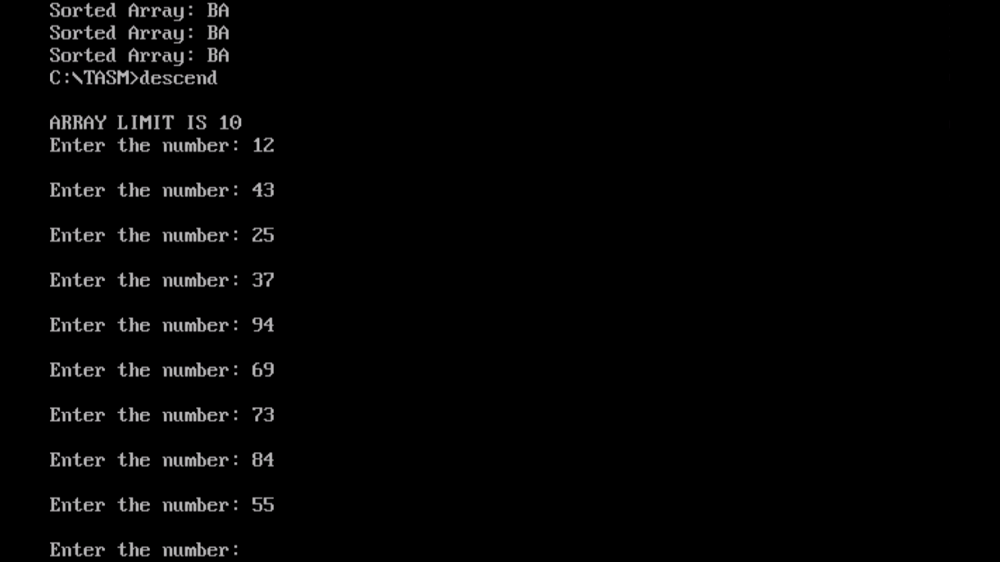 Sorted Array: BA
Sorted Array: BA
Sorted Array: BA
C:\TASM>descend
ARRAY LIMIT IS 10
Enter the number: 12
Enter the number: 43
Enter the number: 25
Enter the number: 37
Enter the number: 94
Enter the number: 69
Enter the number: 73
Enter the number: 84
Enter the number: 55
Enter the number: